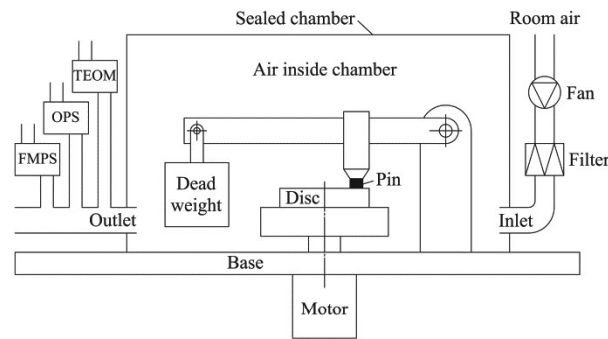 Sealed chamber
Room air
Air inside chamber
TEOM
OPS
FMPS
Fan
Filter
Pin
Dead
weight
Disc
Outlet
Inlet
Base
Motor